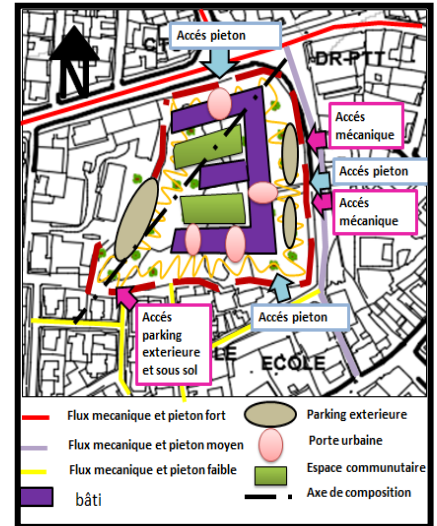 Accés pieton
N
CT
DR-PTT
Accés
mécanique
Accés pieton
Accés
mécanique
Accés
parking
exterieure
et sous sol
Accés pieton
LE
ECOLE
Flux mecanique et pieton fort
Parking exterieure
Flux mecanique et pieton moyen
Porte urbaine
Flux mecanique et pieton faible
Espace communutaire
bâti
Axe de composition